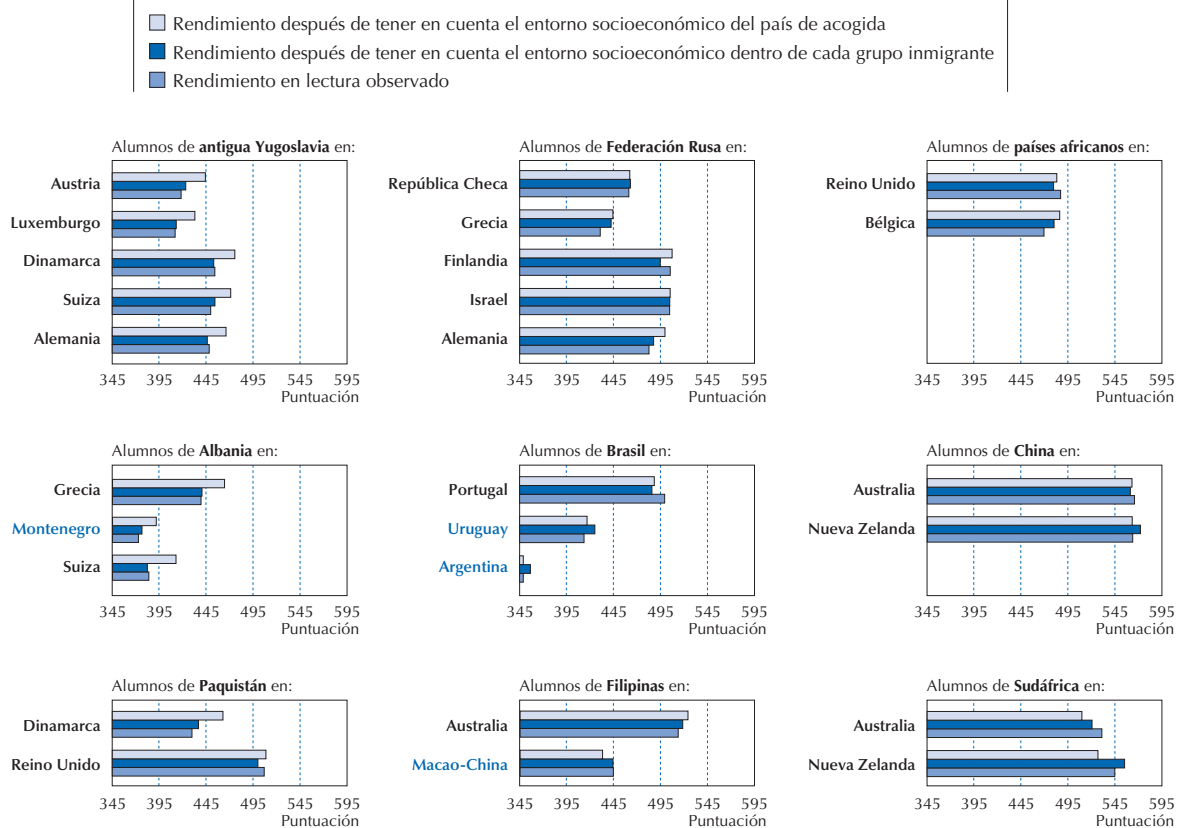 Rendimiento después de tener en cuenta el entorno socioeconómico del país de acogida
Rendimiento después de tener en cuenta el entorno socioeconómico dentro de cada grupo inmigrante
Rendimiento en lectura observado
Alumnos de antigua Yugoslavia en:
Austria
Luxemburgo
Dinamarca
Suiza
Alemania
345 395 445 495 545 595
Puntuación
Alumnos de Federación Rusa en:
República Checa
Grecia
Finlandia
Israel
Alemania
345 395 445 495 545 595
Puntuación
Alumnos de países africanos en:
Reino Unido
Bélgica
345 395 445 495 545 595
Puntuación
Alumnos de Albania en:
Grecia
Montenegro
Suiza
345 395 445 495 545 595
Puntuación
Alumnos de Brasil en:
Portugal
Uruguay
Argentina
345 395 445 495 545 595
Puntuación
Alumnos de China en:
Australia
Nueva Zelanda
345 395 445 495 545 595
Puntuación
Alumnos de Paquistán en:
Dinamarca
Reino Unido
345 395 445 495 545 595
Puntuación
Alumnos de Filipinas en:
Australia
Macao-China
345 395 445 495 545 595
Puntuación
Alumnos de Sudáfrica en:
Australia
Nueva Zelanda
345 395 445 495 545 595
Puntuación